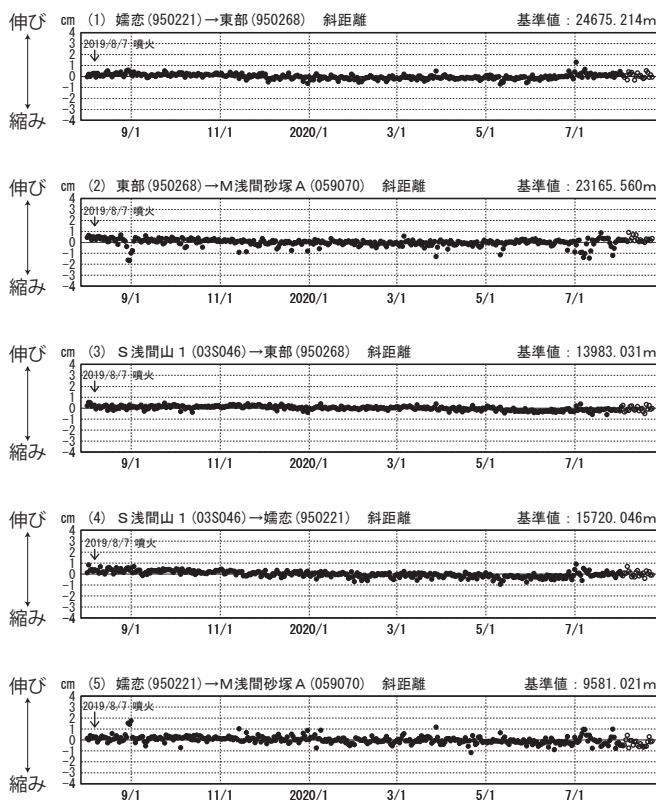 伸び
縮み
cm (1) 嬬恋(950221)→東部(950268) 斜距離 基準値:24675.214m
4
3
2
1
0
-1
-2
-3
-4
2019/8/7 噴火
9/1 11/1 2020/1 3/1 5/1 7/1
伸び
縮み
cm (2) 東部(950268)→M浅間砂塚A(059070) 斜距離 基準値:23165.560m
4
3
2
1
0
-1
-2
-3
-4
2019/8/7 噴火
9/1 11/1 2020/1 3/1 5/1 7/1
伸び
縮み
cm (3) S浅間山1(03S046)→東部(950268) 斜距離 基準値:13983.031m
4
3
2
1
0
-1
-2
-3
-4
2019/8/7 噴火
9/1 11/1 2020/1 3/1 5/1 7/1
伸び
縮み
cm (4) S浅間山1(03S046)→嬬恋(950221) 斜距離 基準値:15720.046m
4
3
2
1
0
-1
-2
-3
-4
2019/8/7 噴火
9/1 11/1 2020/1 3/1 5/1 7/1
伸び
縮み
cm (5) 嬬恋(950221)→M浅間砂塚A(059070) 斜距離 基準値:9581.021m
4
3
2
1
0
-1
-2
-3
-4
2019/8/7 噴火
9/1 11/1 2020/1 3/1 5/1 7/1